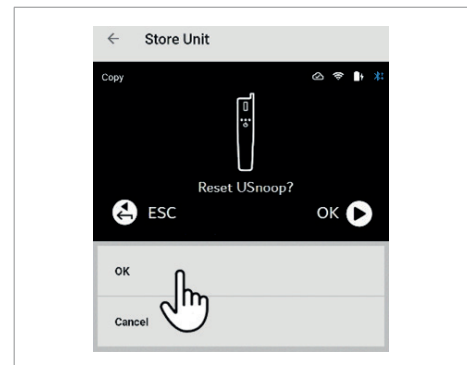 Store Unit
Copy
Reset USnoop?
ESC
OK
OK
Cancel